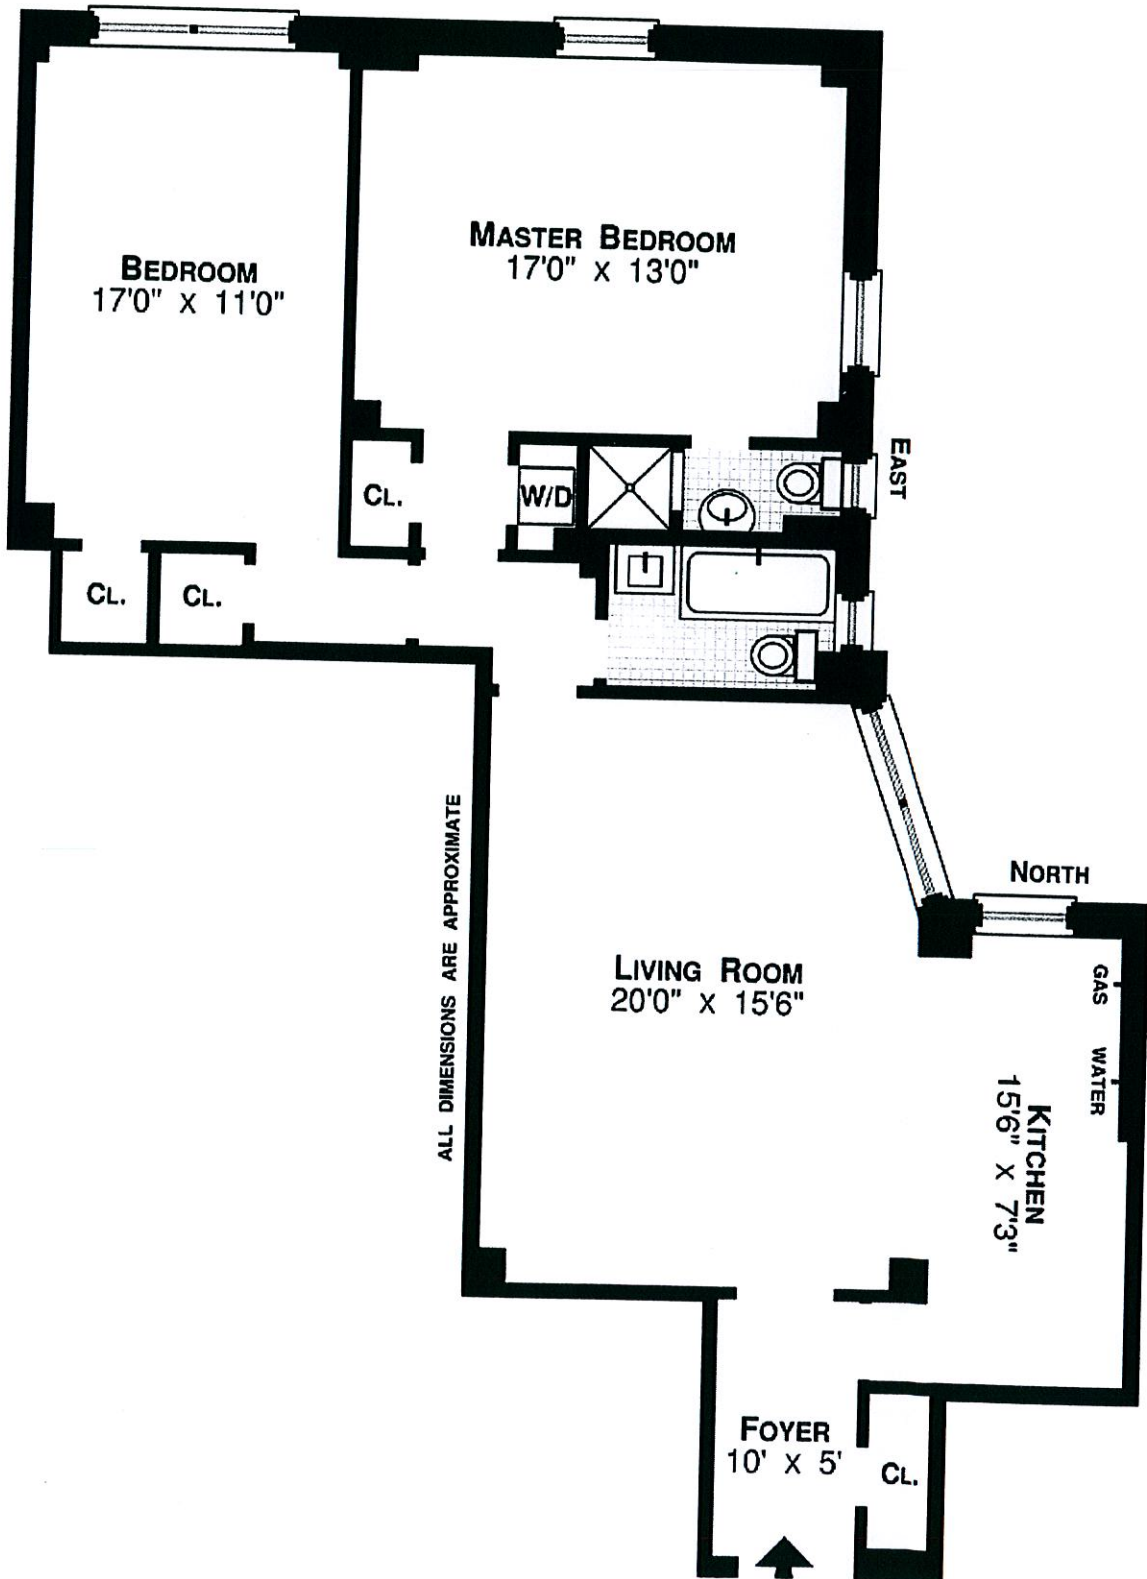 MASTER BEDROOM
17'0" X 13'0"
BEDROOM
17'0" X 11'0"
EAST
CL.
W/D
CL.
CL.
ALL DIMENSIONS ARE APPROXIMATE
NORTH
LIVING ROOM
20'0" X 15'6"
GAS
WATER
KITCHEN
15'6" X 7'3"
FOYER
10' X 5'
CL.